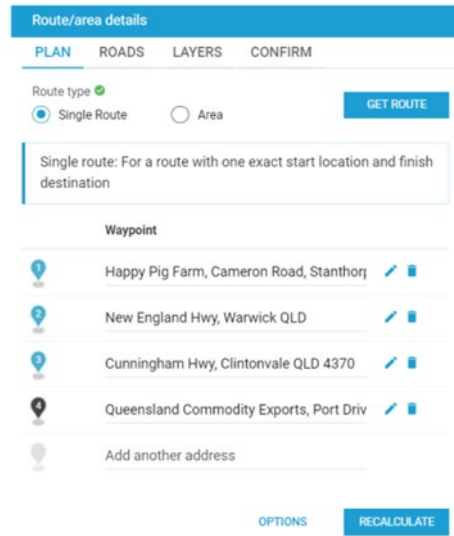 Route/area details
PLAN ROADS LAYERS CONFIRM
Route type
Single Route Area GET ROUTE
Single route: For a route with one exact start location and finish
destination
Waypoint
1 Happy Pig Farm, Cameron Road, Stanthor
2 New England Hwy, Warwick QLD
3 Cunningham Hwy, Clintonvale QLD 4370
4 Queensland Commodity Exports, Port Driv
Add another address
OPTIONS RECALCULATE